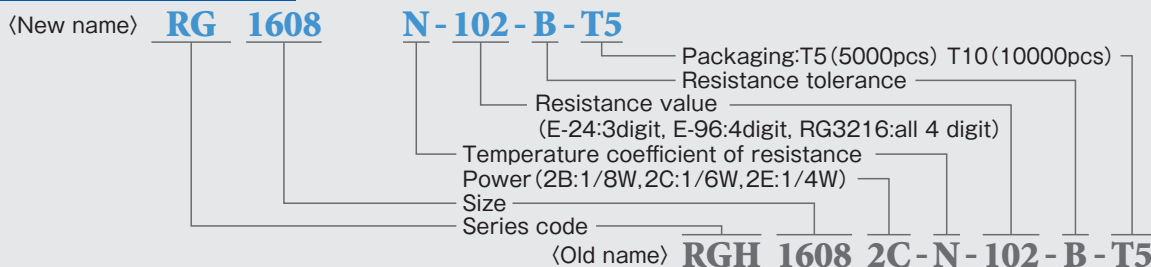 〈New name〉 RG 1608 N-102-B-T5
Packaging:T5(5000pcs) T10(10000pcs)
Resistance tolerance
Resistance value
(E-24:3digit, E-96:4digit, RG3216:all 4 digit)
Temperature coefficient of resistance
Power(2B:1/8W,2C:1/6W,2E:1/4W)
Size
Series code
〈Old name〉 RGH 1608 2C-N-102-B-T5